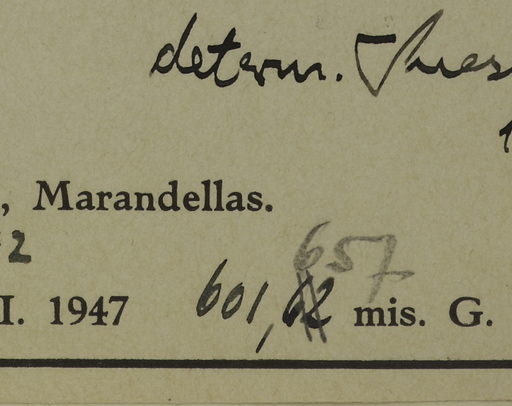 determ.
, Marandellas.
2
657
I. 1947 601, mis. G.